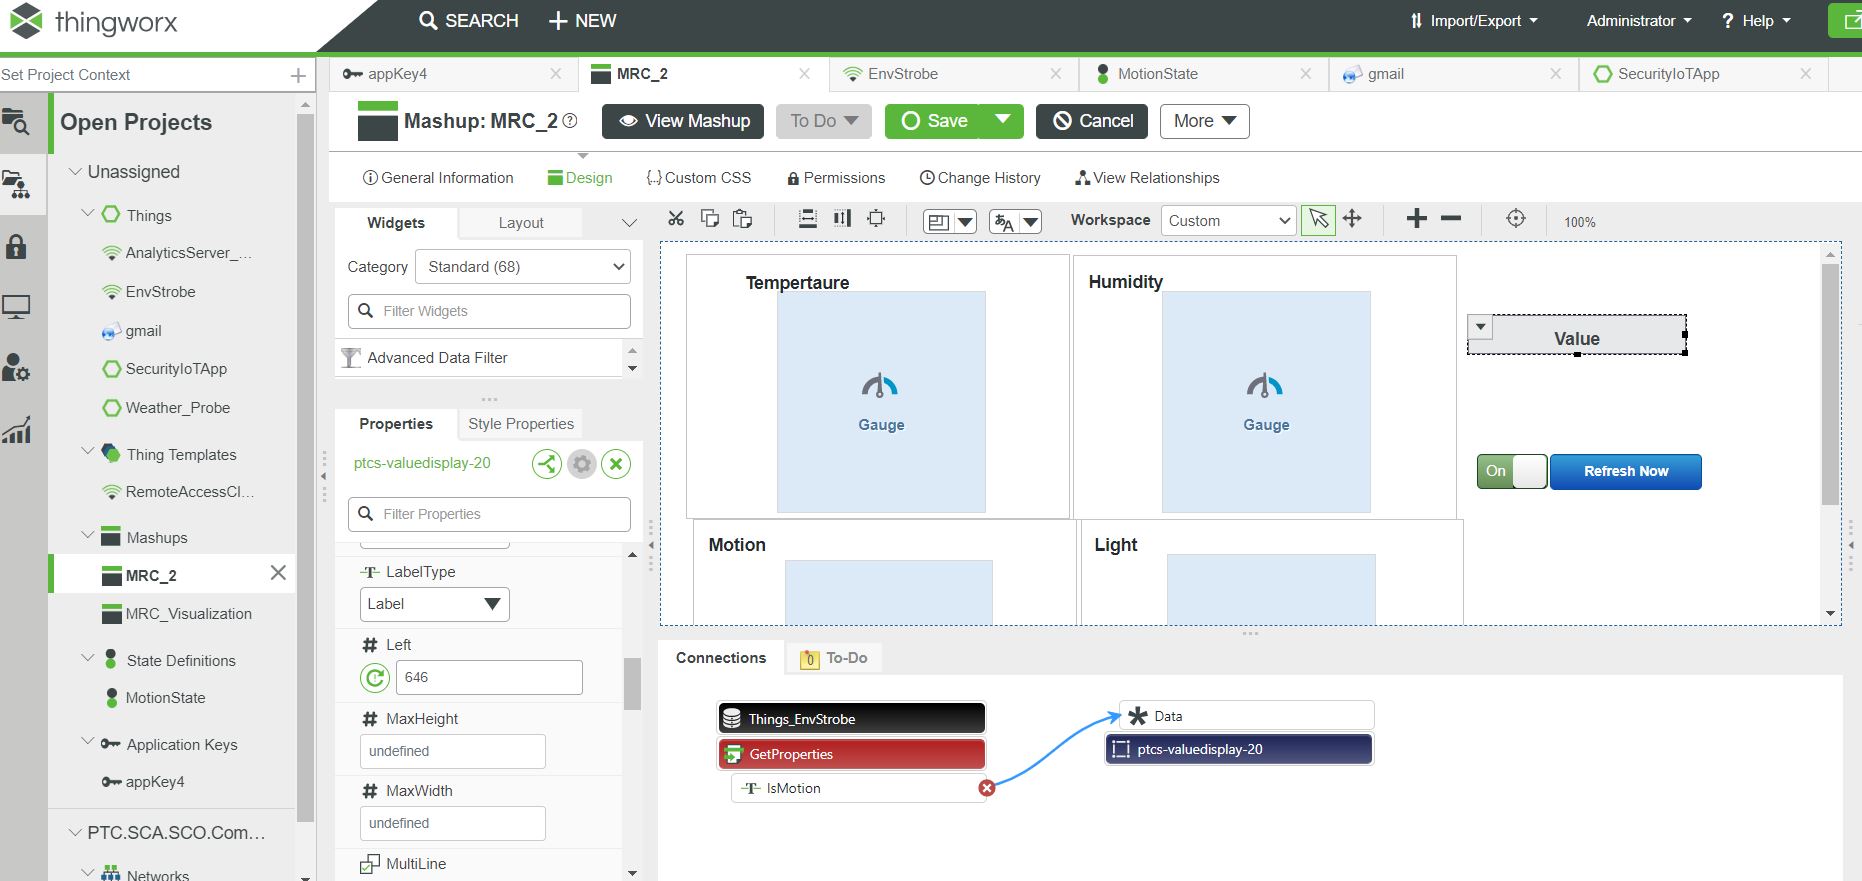 thingworx
SEARCH
NEW
Import/Export
Administrator
? Help
Set Project Context
appKey4
MRC_2
EnvStrobe
MotionState
gmail
SecurityIoTApp
Open Projects
Mashup: MRC_2
View Mashup
To Do
Save
Cancel
More
General Information
Design
Custom CSS
Permissions
Change History
View Relationships
Unassigned
Things
AnalyticsServer_...
EnvStrobe
gmail
SecurityIoTApp
Weather_Probe
Thing Templates
RemoteAccessCl...
Mashups
MRC_2
MRC_Visualization
State Definitions
MotionState
Application Keys
appKey4
PTC.SCA.SCO.Com...
Networks
Widgets
Layout
Category
Standard (68)
Filter Widgets
Advanced Data Filter
Properties
Style Properties
ptcs-valuedisplay-20
Filter Properties
LabelType
Label
Left
646
MaxHeight
undefined
MaxWidth
undefined
MultiLine
Workspace
Custom
100%
Tempertaure
Gauge
Humidity
Gauge
Value
On
Refresh Now
Motion
Light
Connections
To-Do
Things_EnvStrobe
GetProperties
IsMotion
Data
ptcs-valuedisplay-20